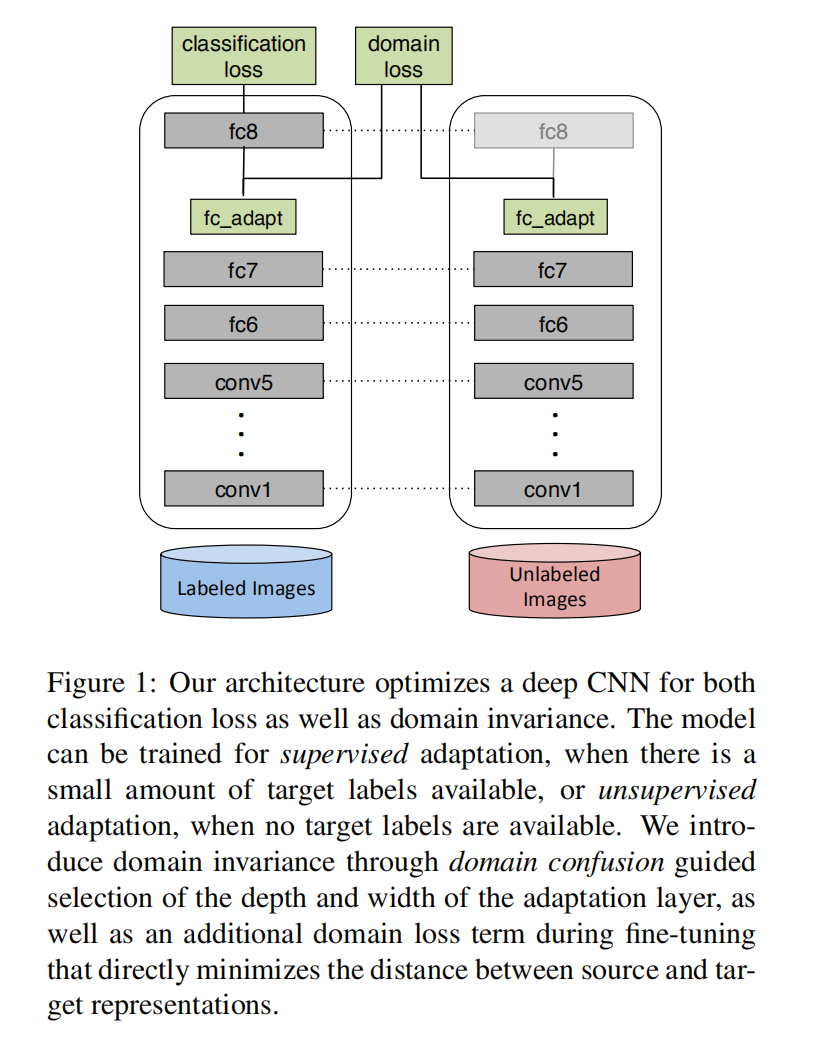 classification
loss
domain
loss
fc8
fc8
fc_adapt
fc_adapt
fc7
fc7
fc6
fc6
conv5
conv5
conv1
conv1
Labeled Images
Unlabeled
Images
Figure 1: Our architecture optimizes a deep CNN for both
classification loss as well as domain invariance. The model
can be trained for supervised adaptation, when there is a
small amount of target labels available, or unsupervised
adaptation, when no target labels are available. We intro-
duce domain invariance through domain confusion guided
selection of the depth and width of the adaptation layer, as
well as an additional domain loss term during fine-tuning
that directly minimizes the distance between source and tar-
get representations.